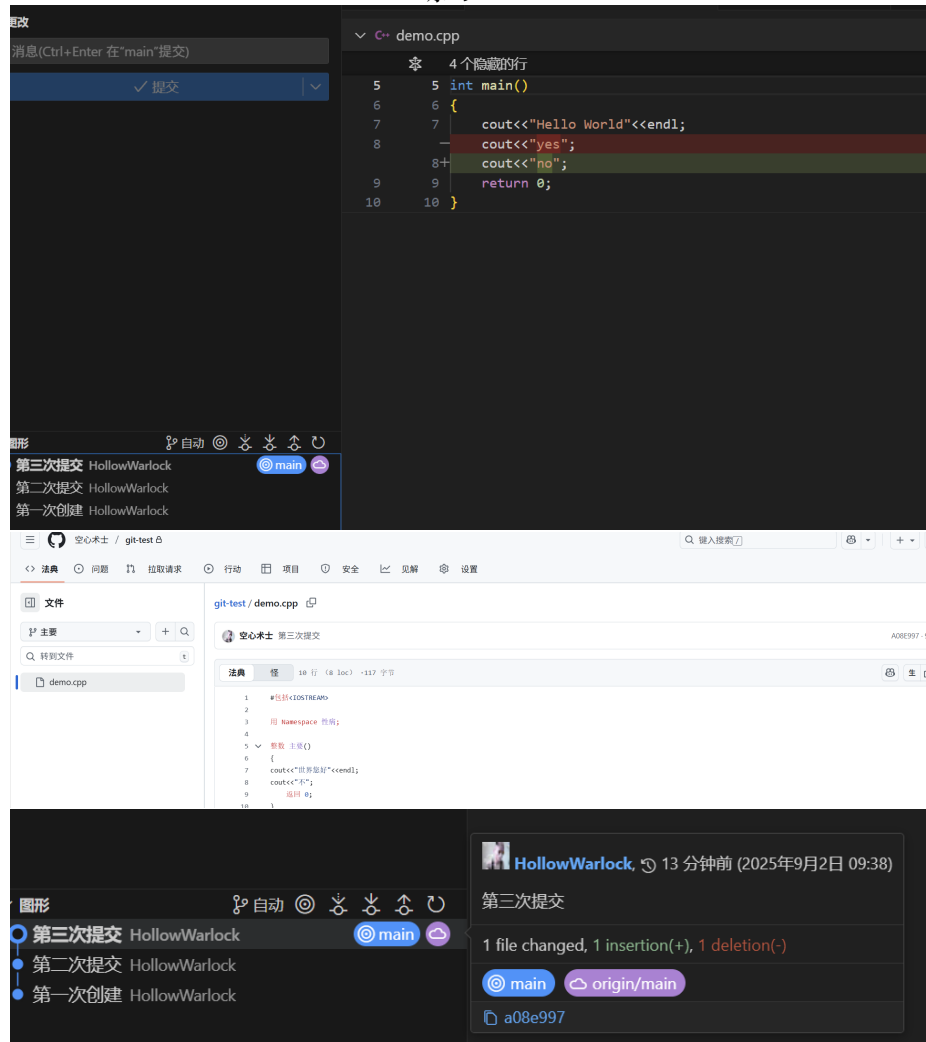 更改
消息(Ctrl+Enter 在"main"提交)
提交
demo.cpp
4 个隐藏的行
5 5 int main()
6 6 {
7 7 cout<<"Hello World"<<endl;
8 − cout<<"yes";
8+ cout<<"no";
9 9 return 0;
10 10 }
图形 自动
第三次提交 HollowWarlock main
第二次提交 HollowWarlock
第一次创建 HollowWarlock
空心术士 / git-test
键入搜索/
<> 法典 问题 拉取请求 行动 项目 安全 见解 设置
文件
主要
转到文件 t
demo.cpp
git-test / demo.cpp
空心术士 第三次提交
A08E997 ·
法典 怪 10 行 (8 loc) ·117 字节
生
1 #包括<IOSTREAM>
2
3 用 Namespace 性病;
4
5 整数 主要()
6 {
7 cout<<"世界您好"<<endl;
8 cout<<"不";
9 返回 0;
10 }
图形 自动
第三次提交 HollowWarlock main
第二次提交 HollowWarlock
第一次创建 HollowWarlock
HollowWarlock, 13 分钟前 (2025年9月2日 09:38)
第三次提交
1 file changed, 1 insertion(+), 1 deletion(-)
main origin/main
a08e997